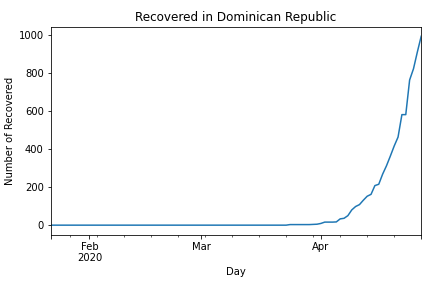 Recovered in Dominican Republic
1000
800
600
400
200
0
Number of Recovered
Feb
2020
Mar
Apr
Day